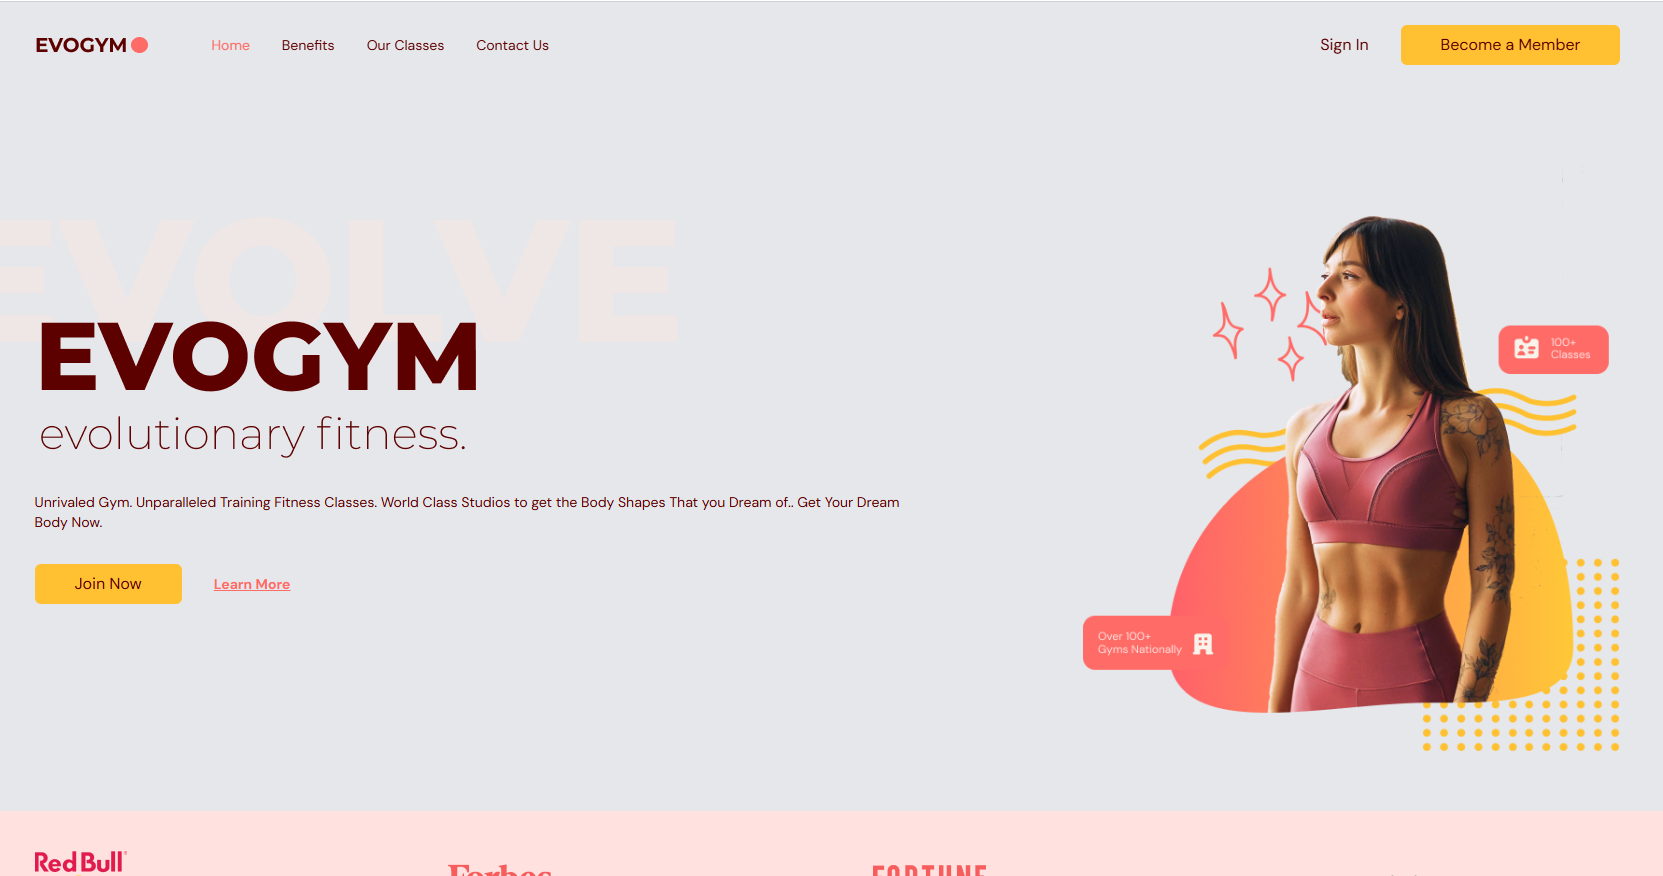 EVOGYM
Home
Benefits
Our Classes
Contact Us
Sign In
Become a Member
EVOLVE
EVOGYM
evolutionary fitness.
Unrivaled Gym. Unparalleled Training Fitness Classes. World Class Studios to get the Body Shapes That you Dream of.. Get Your Dream
Body Now.
Join Now
Learn More
100+
Classes
Over 100+
Gyms Nationally
Red Bull
Forbes
FORTUNE